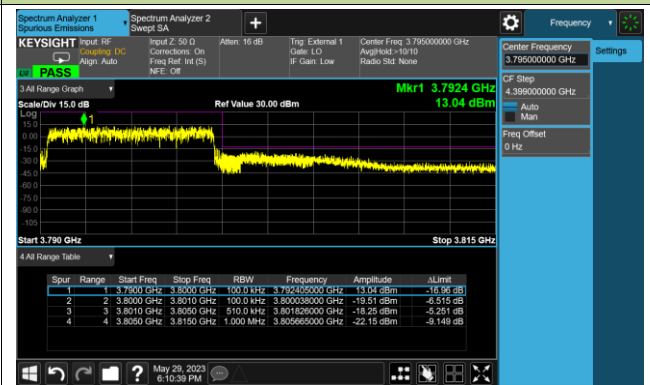 Spectrum Analyzer 1
Spurious Emissions
Spectrum Analyzer 2
Swept SA
+
Frequency
KEYSIGHT
Input: RF
Coupling: DC
Align: Auto
Input Z: 50 Ω
Corrections: On
Freq Ref: Int (S)
NFE: Off
Atten: 16 dB
Trig: External 1
Gate: LO
IF Gain: Low
Center Freq: 3.795000000 GHz
Avg|Hold:>10/10
Radio Std: None
PASS
Center Frequency
3.795000000 GHz
Settings
CF Step
4.399000000 GHz
Auto
Man
Freq Offset
0 Hz
3 All Range Graph
Mkr1 3.7924 GHz
13.04 dBm
Scale/Div 15.0 dB
Ref Value 30.00 dBm
Log
1
15.0
0.00
-15.0
-30.0
-45.0
-60.0
-75.0
-90.0
-105
Start 3.790 GHz
Stop 3.815 GHz
4 All Range Table
Spur Range Start Freq Stop Freq RBW Frequency Amplitude ΔLimit
1 1 3.7900 GHz 3.8000 GHz 100.0 kHz 3.792405000 GHz 13.04 dBm -16.96 dB
2 2 3.8000 GHz 3.8010 GHz 100.0 kHz 3.800038000 GHz -19.51 dBm -6.515 dB
3 3 3.8010 GHz 3.8050 GHz 510.0 kHz 3.801826000 GHz -18.25 dBm -5.251 dB
4 4 3.8050 GHz 3.8150 GHz 1.000 MHz 3.805665000 GHz -22.15 dBm -9.149 dB
?
May 29, 2023
6:10:39 PM